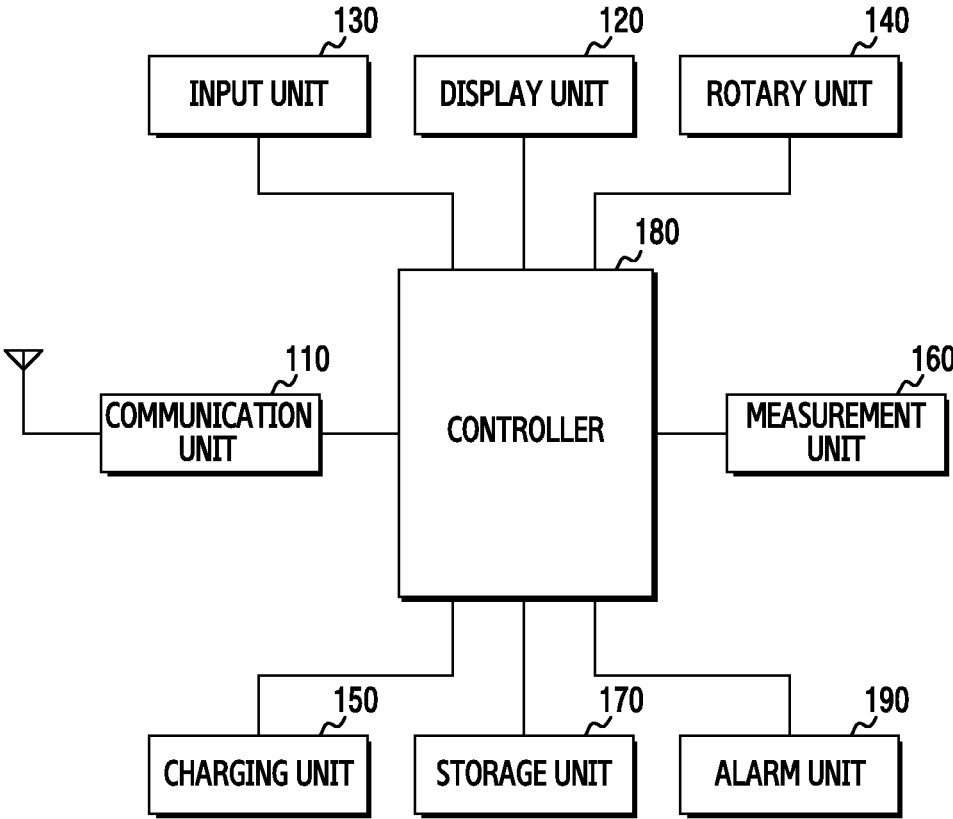 130
120
140
INPUT UNIT
DISPLAY UNIT
ROTARY UNIT
180
110
160
COMMUNICATION
UNIT
CONTROLLER
MEASUREMENT
UNIT
150
170
190
CHARGING UNIT
STORAGE UNIT
ALARM UNIT